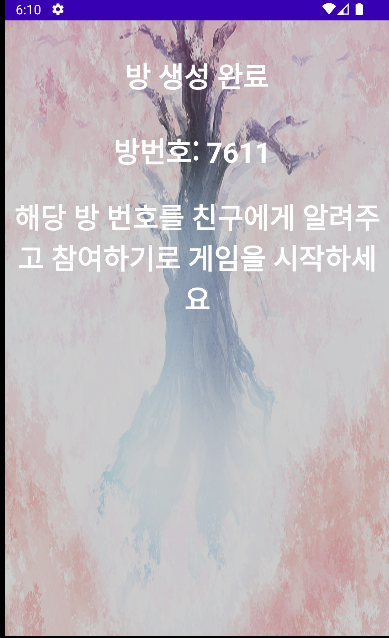 6:10
방 생성 완료
방번호: 7611
해당 방 번호를 친구에게 알려주
고 참여하기로 게임을 시작하세
요